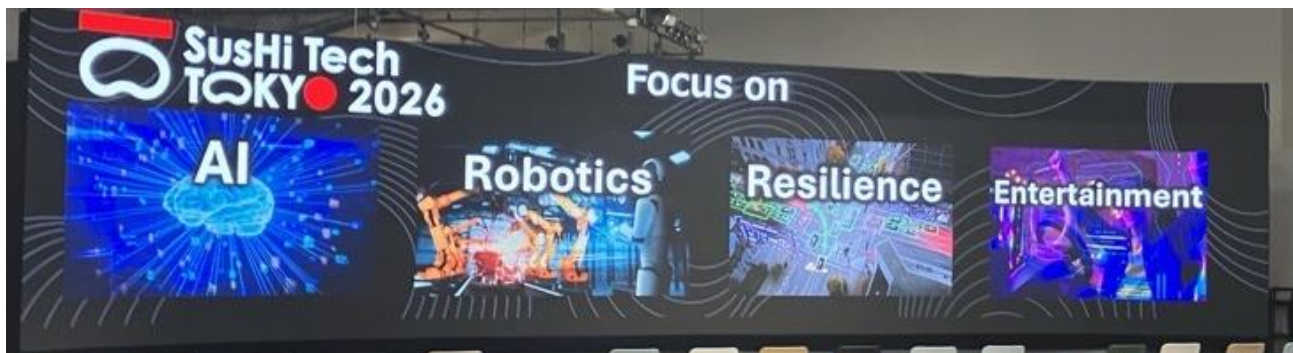 SusHi Tech
TOKYO 2026
Focus on
AI
Robotics
Resilience
Entertainment